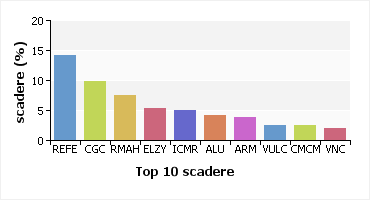 20
15
10
5
0
scadere (%)
REFE CGC RMAH ELZY ICMR ALU ARM VULC CMCM VNC
Top 10 scadere